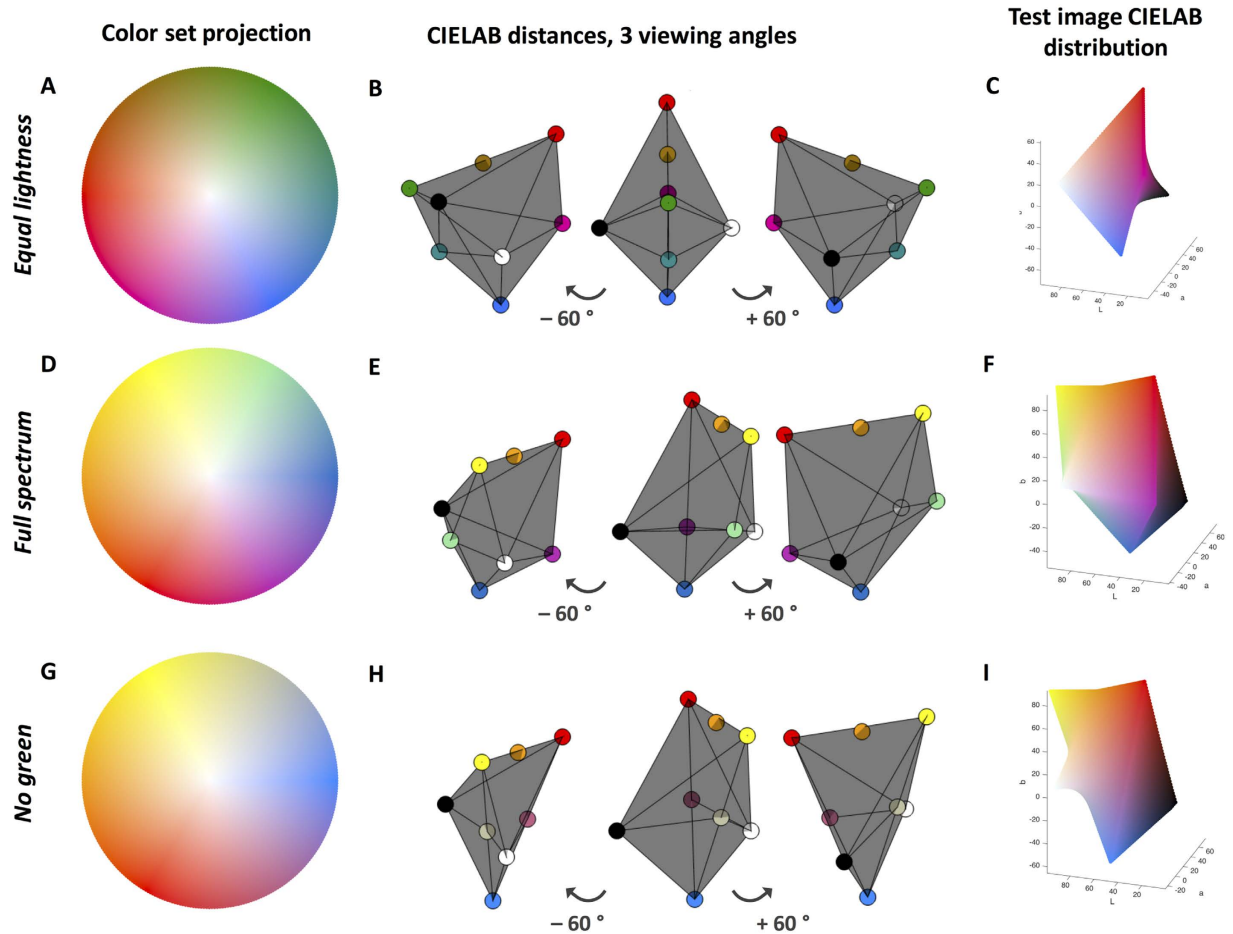 Color set projection
CIELAB distances, 3 viewing angles
Test image CIELAB
distribution
Equal lightness
A
B
− 60 °
+ 60 °
C
60
40
20
0
-20
-40
-60
80
60
40
20
L
-40
-20
0
20
40
60
a
Full spectrum
D
E
− 60 °
+ 60 °
F
80
60
40
20
0
-20
-40
b
80
60
40
20
L
-40
-20
0
20
40
60
a
No green
G
H
− 60 °
+ 60 °
I
80
60
40
20
0
-20
-40
-60
b
80
60
40
20
L
-20
0
20
40
60
a